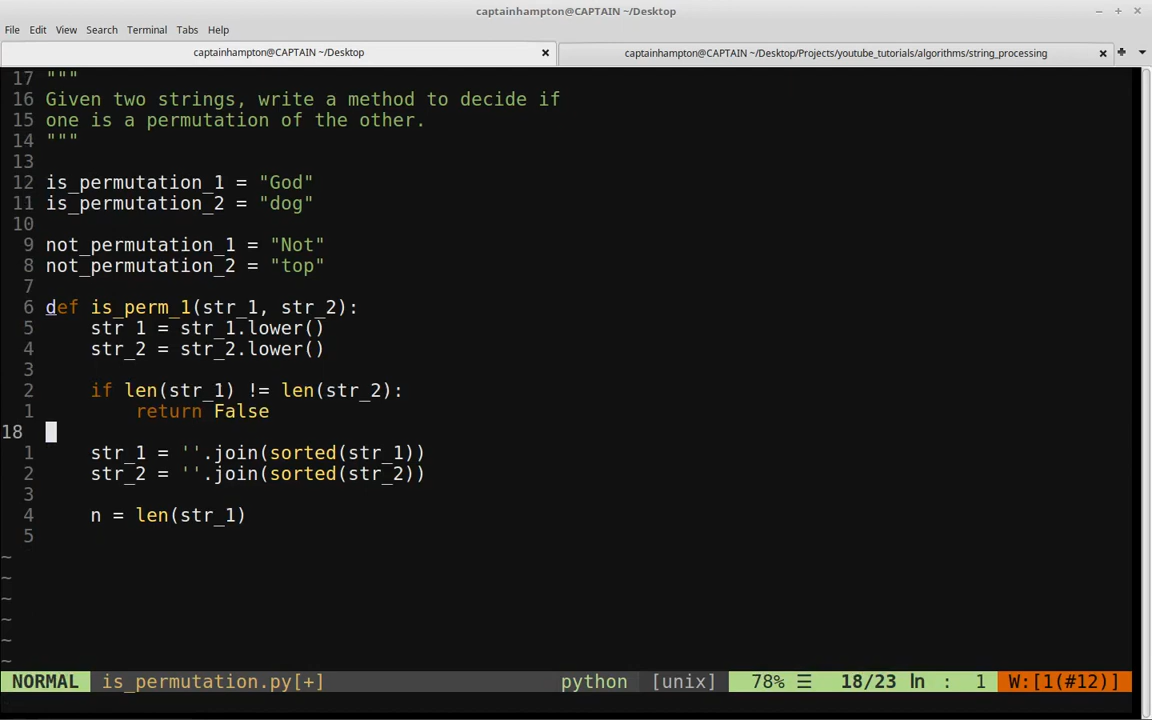 captainhampton@CAPTAIN ~/Desktop
File Edit View Search Terminal Tabs Help
captainhampton@CAPTAIN ~/Desktop captainhampton@CAPTAIN ~/Desktop/Projects/youtube_tutorials/algorithms/string_processing
17 """
16 Given two strings, write a method to decide if
15 one is a permutation of the other.
14 """
13
12 is_permutation_1 = "God"
11 is_permutation_2 = "dog"
10
9 not_permutation_1 = "Not"
8 not_permutation_2 = "top"
7
6 def is_perm_1(str_1, str_2):
5     str_1 = str_1.lower()
4     str_2 = str_2.lower()
3
2     if len(str_1) != len(str_2):
1         return False
18
1     str_1 = ''.join(sorted(str_1))
2     str_2 = ''.join(sorted(str_2))
3
4     n = len(str_1)
5
~
~
~
~
~
~
NORMAL is_permutation.py[+] python [unix] 78% ☰ 18/23 ln : 1 W:[1(#12)]